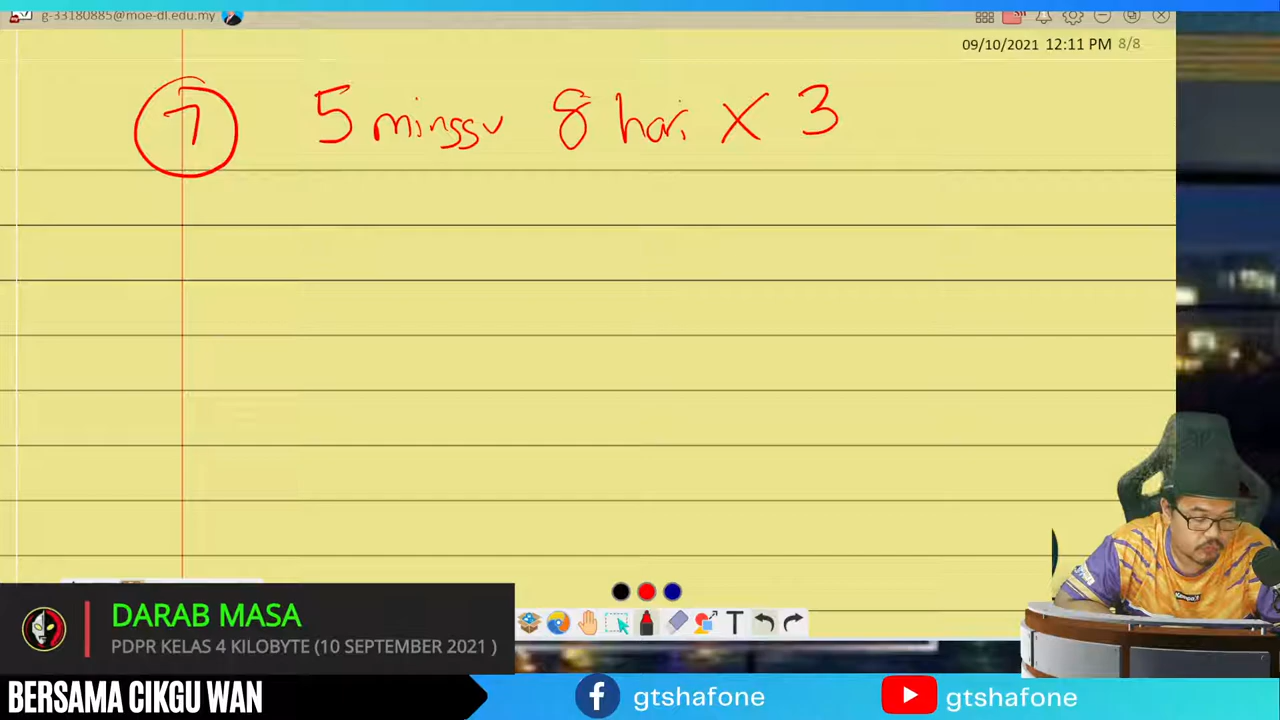 g-33180885@moe-dl.edu.my
09/10/2021 12:11 PM 8/8
7 5 minggu 8 hari X 3
DARAB MASA
PDPR KELAS 4 KILOBYTE (10 SEPTEMBER 2021 )
T
BERSAMA CIKGU WAN
gtshafone
gtshafone